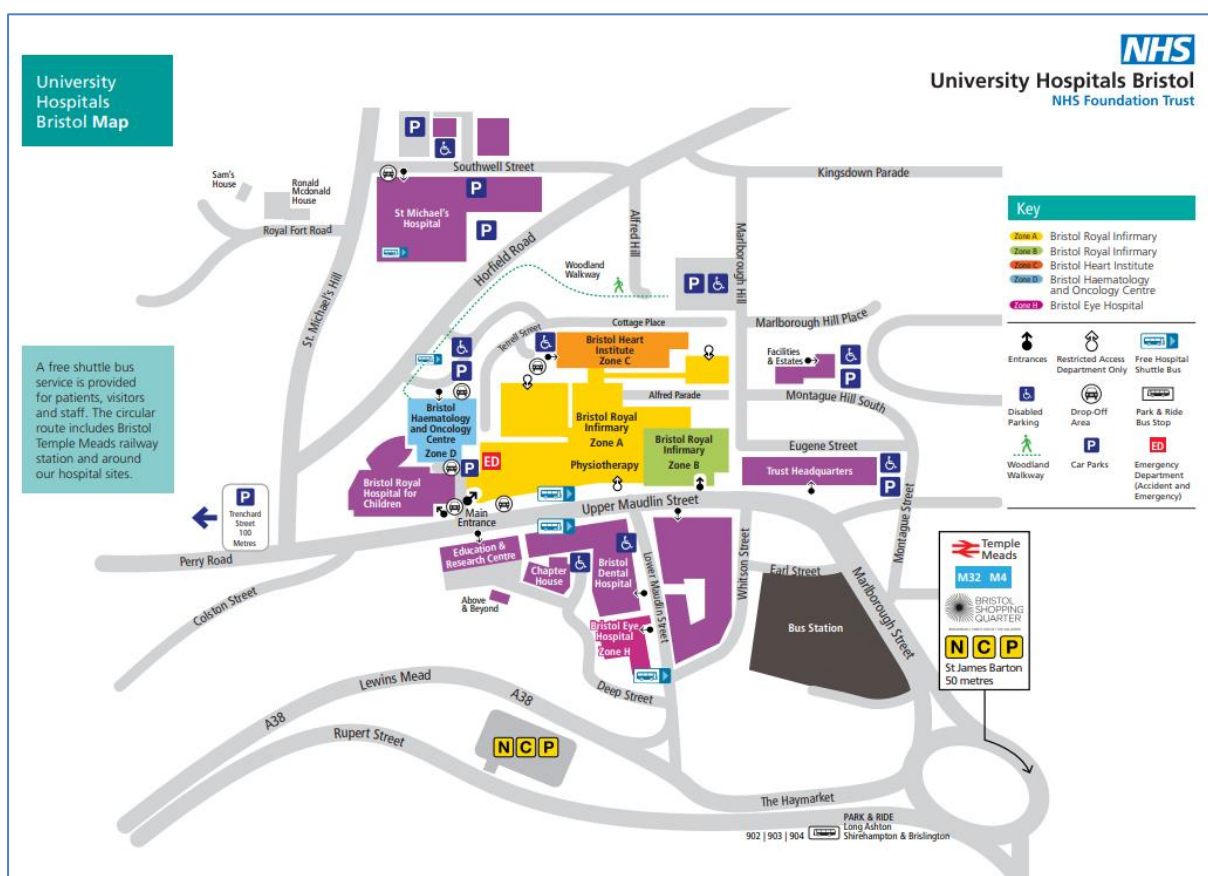 University
Hospitals
Bristol Map
NHS
University Hospitals Bristol
NHS Foundation Trust
P
Southwell Street
Kingsdown Parade
Sam's
House
Ronald
Mcdonald
House
Royal Fort Road
St Michael's
Hospital
P
P
St. Michael's Hill
Horfield Road
Alfred Hill
Marlborough Hill
Woodland
Walkway
P
Key
Zone A Bristol Royal Infirmary
Zone B Bristol Royal Infirmary
Zone C Bristol Heart Institute
Zone D Bristol Haematology
and Oncology Centre
Zone H Bristol Eye Hospital
Entrances
Restricted Access
Department Only
Free Hospital
Shuttle Bus
Disabled
Parking
Drop-Off
Area
Park & Ride
Bus Stop
Woodland
Walkway
P
Car Parks
ED
Emergency
Department
(Accident and
Emergency)
A free shuttle bus
service is provided
for patients, visitors
and staff. The circular
route includes Bristol
Temple Meads railway
station and around
our hospital sites.
Terrell Street
Cottage Place
Marlborough Hill Place
Bristol Heart
Institute
Zone C
Facilities
& Estates
P
P
Alfred Parade
Montague Hill South
Bristol
Haematology
and Oncology
Centre
Zone D
Bristol Royal
Infirmary
Zone A
Physiotherapy
Bristol Royal
Infirmary
Zone B
Eugene Street
Trust Headquarters
P
Montague Street
P
ED
Bristol Royal
Hospital for
Children
Main
Entrance
Upper Maudlin Street
P
Trenchard
Street
100
Metres
Perry Road
Colston Street
Education &
Research Centre
Chapter
House
Above
& Beyond
Bristol
Dental
Hospital
Lower Maudlin Street
Whitson Street
Earl Street
Marlborough Street
Bus Station
Bristol Eye
Hospital
Zone H
Deep Street
Temple
Meads
M32 M4
BRISTOL
SHOPPING
QUARTER
N C P
St James Barton
50 metres
Lewins Mead
A38
A38
Rupert Street
N C P
The Haymarket
PARK & RIDE
902 | 903 | 904 Long Ashton
Shirehampton & Brislington